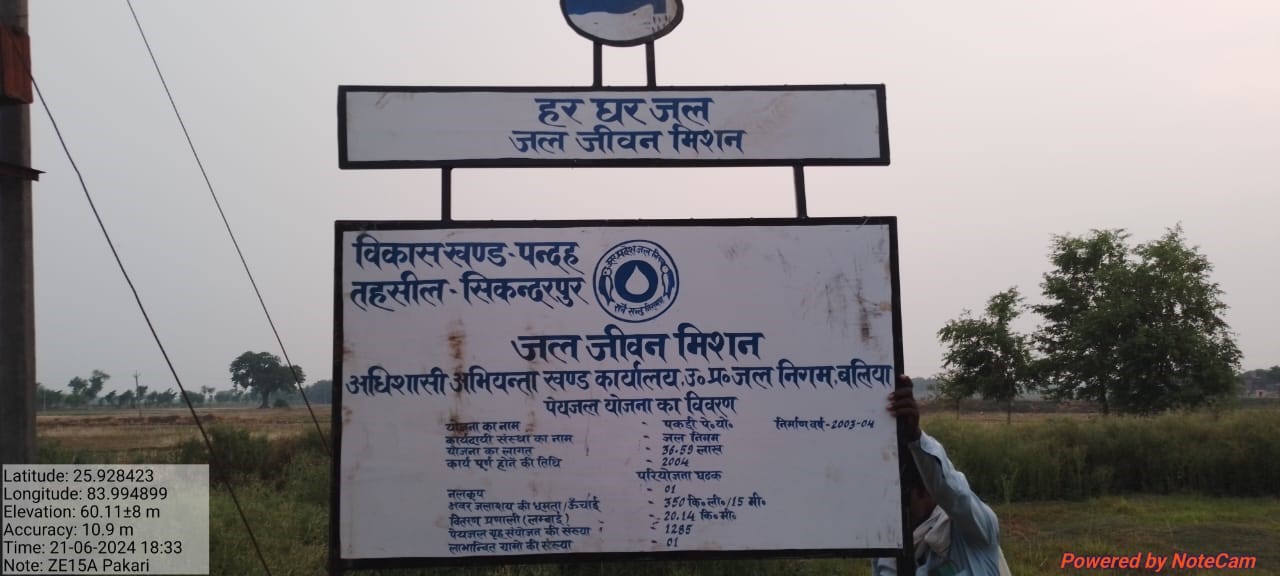 हर घर जल
जल जीवन मिशन
विकास खण्ड - पन्दह
तहसील - सिकन्दरपुर
जल जीवन मिशन
अधिशासी अभियन्ता खण्ड कार्यालय, उ०प्र० जल निगम, बलिया
पेयजल योजना का विवरण
योजना का नाम - पकडी पे०यो० निर्माण वर्ष - 2003-04
कार्यदायी संस्था का नाम - जल निगम
योजना का लागत - 36.59 लाख
कार्य पूर्ण होने की तिथि - 2004
परियोजना घटक
नलकूप - 01
अवर जलाशय की क्षमता/ऊँचाई - 350 कि०ली०/15 मी०
वितरण प्रणाली (लम्बाई) - 20.14 कि०मी०
पेयजल गृह संयोजन की संख्या - 1285
लाभान्वित ग्रामो की संख्या - 01
Latitude: 25.928423
Longitude: 83.994899
Elevation: 60.11±8 m
Accuracy: 10.9 m
Time: 21-06-2024 18:33
Note: ZE15A Pakari
Powered by NoteCam